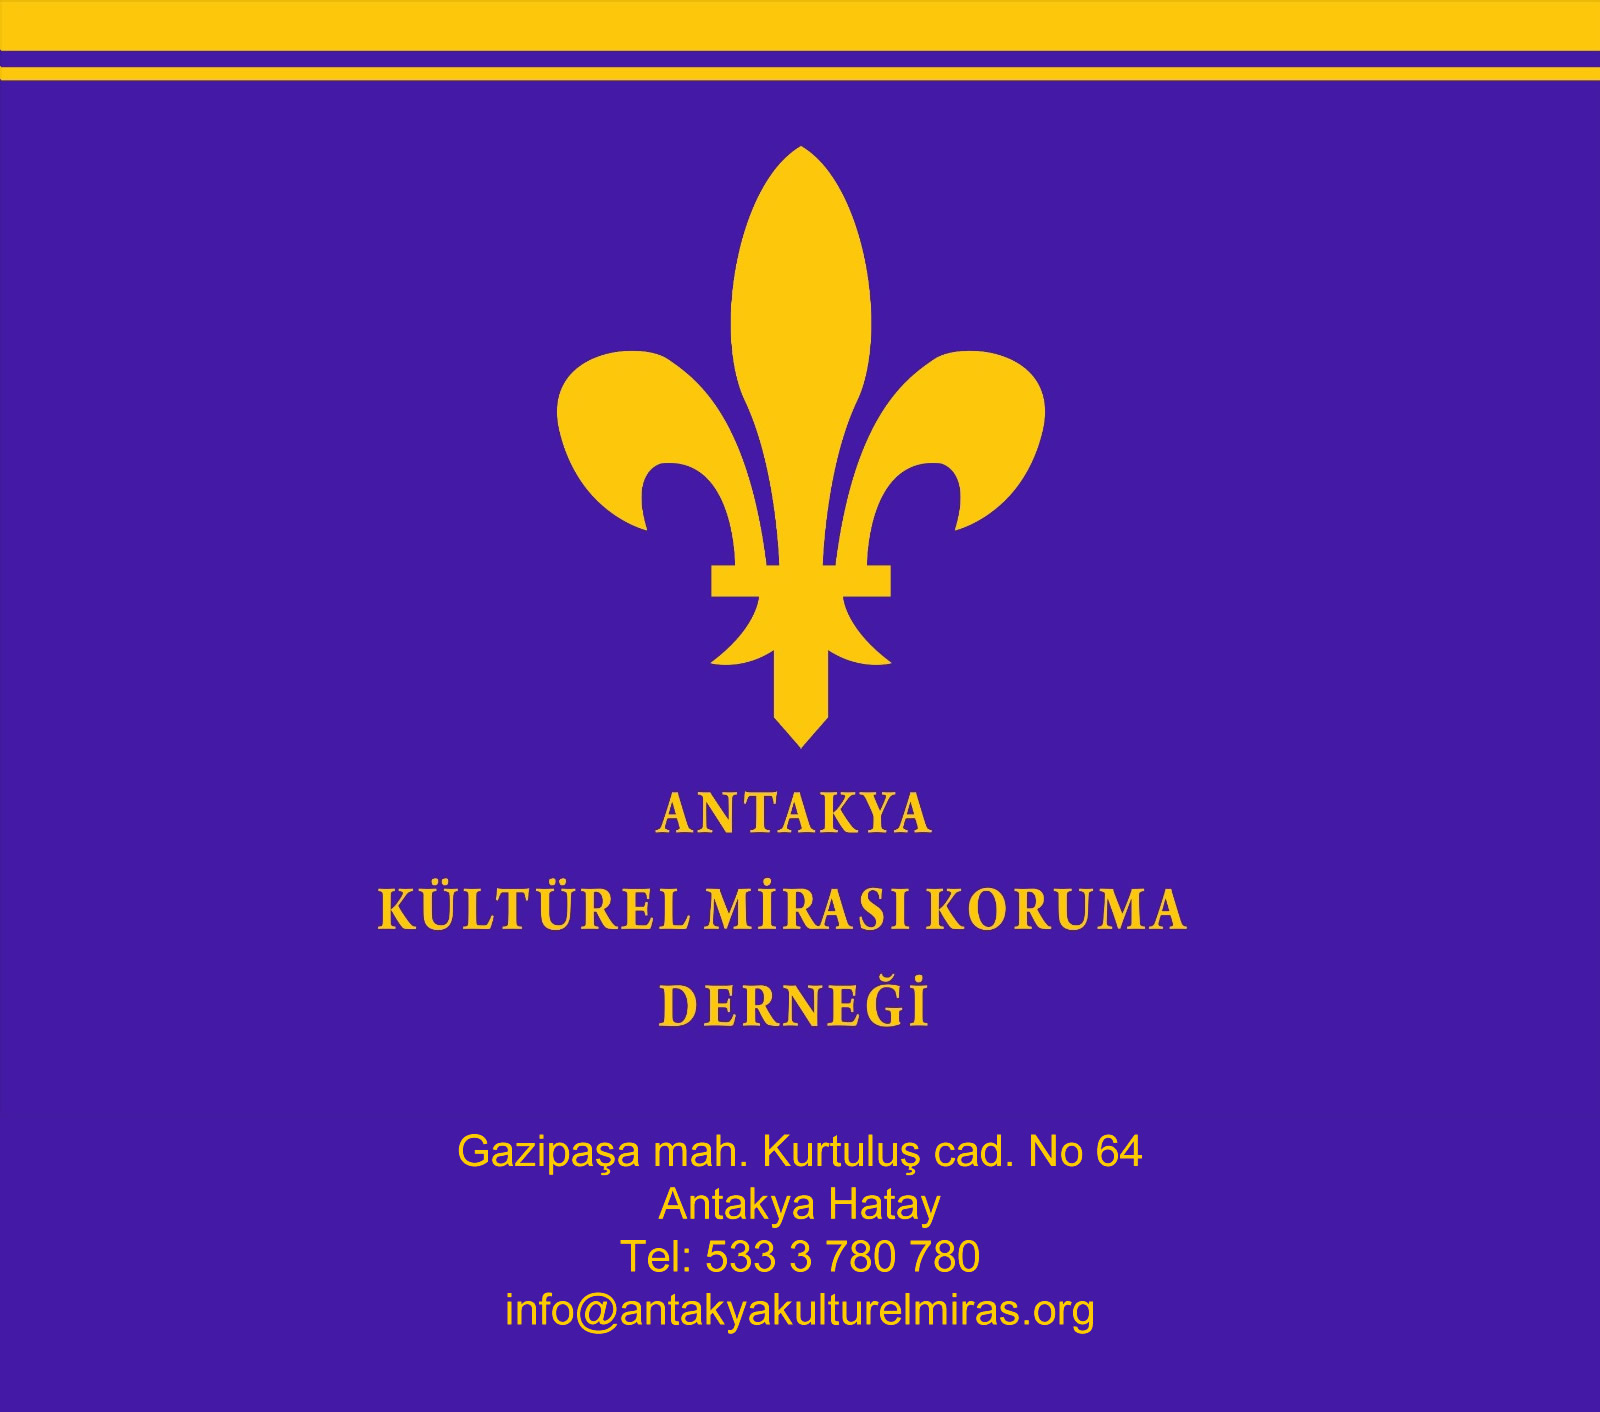 ANTAKYA
KÜLTÜREL MİRASI KORUMA
DERNEĞİ
Gazipaşa mah. Kurtuluş cad. No 64
Antakya Hatay
Tel: 533 3 780 780
info@antakyakulturelmiras.org